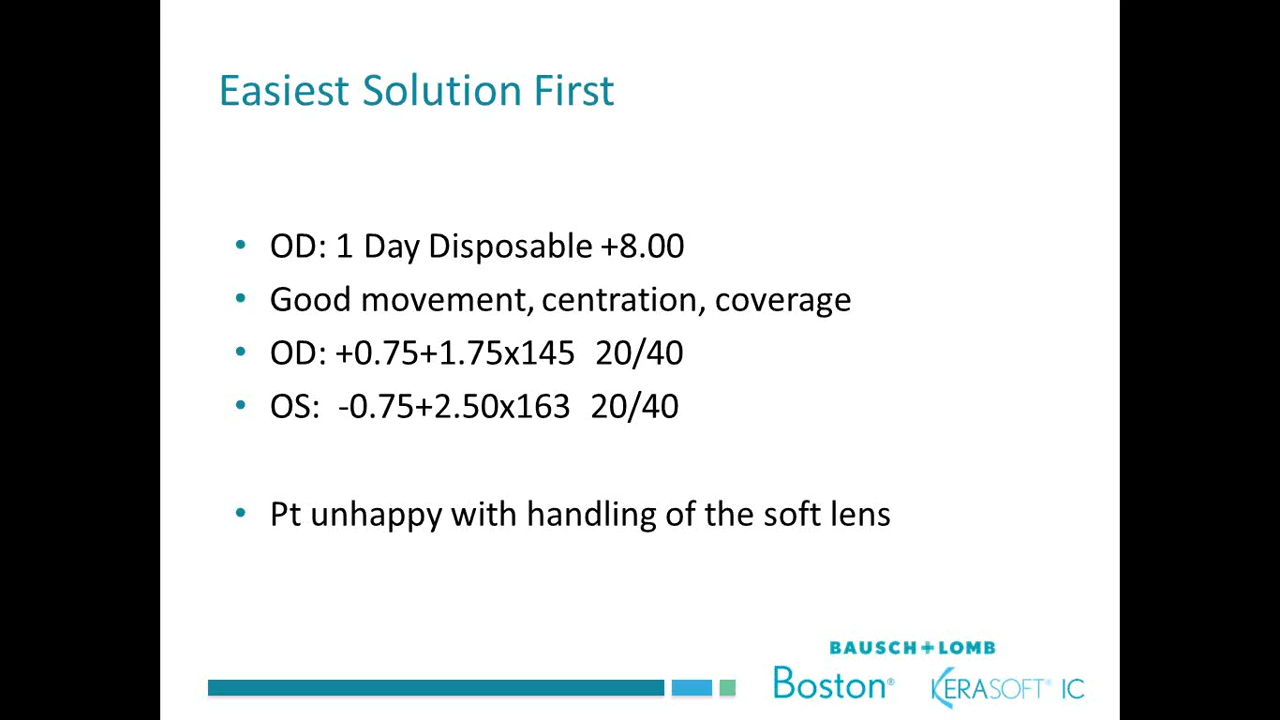 Easiest Solution First
• OD: 1 Day Disposable +8.00
• Good movement, centration, coverage
• OD: +0.75+1.75x145 20/40
• OS: -0.75+2.50x163 20/40
• Pt unhappy with handling of the soft lens
BAUSCH+LOMB
Boston® KERASOFT® IC